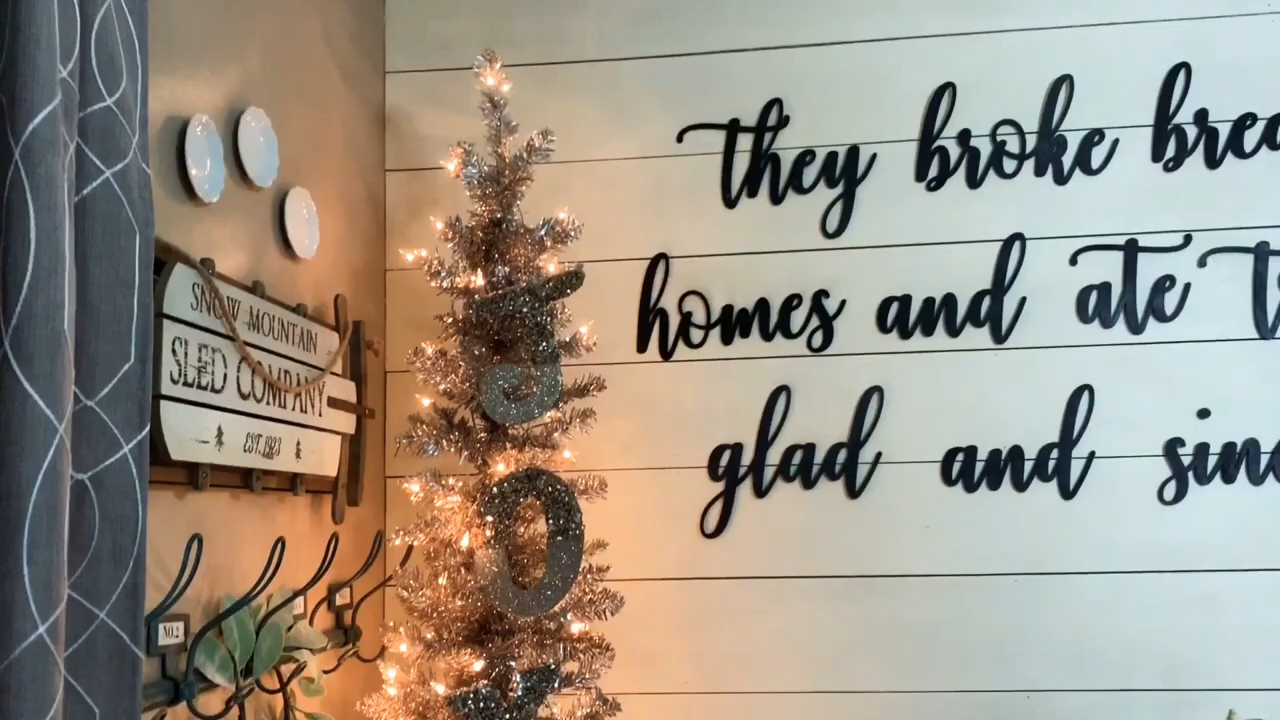 they broke
homes and ate
glad and
SNOW MOUNTAIN
SLED COMPANY
EST. 1923
J
O
NO.2